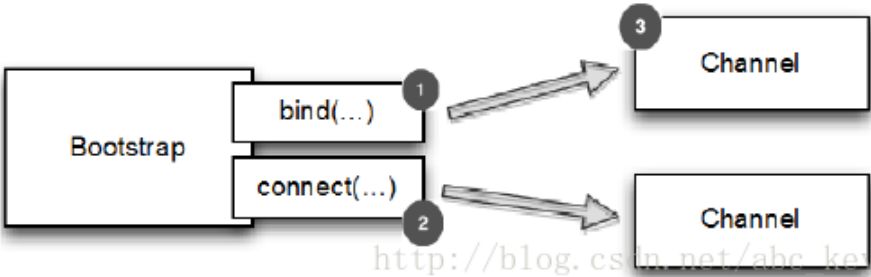 3
Channel
1
bind(...)
Bootstrap
connect(...)
2
Channel
http://blog.csdn.net/abc_key